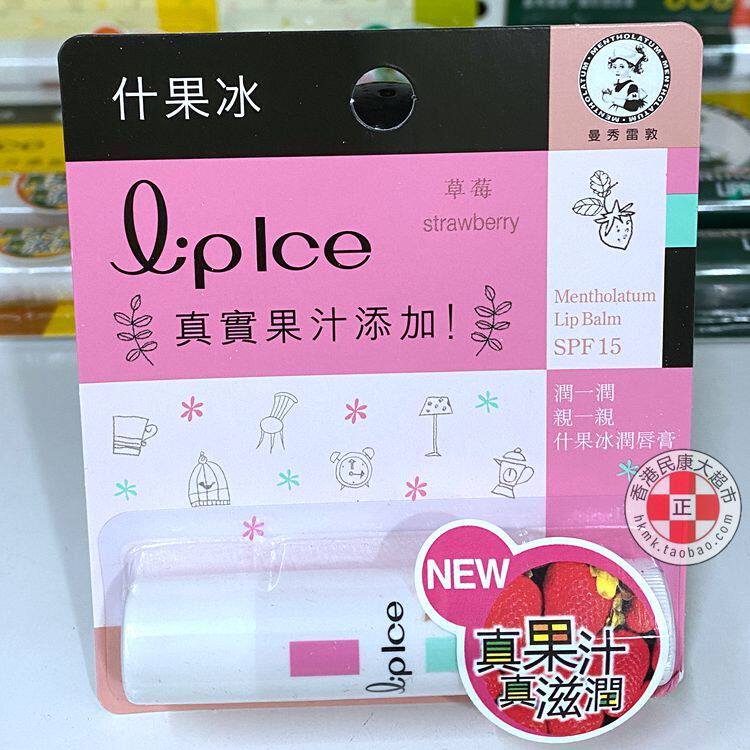 什果冰
MENTHOLATUM · MENTHOLATUM · MENTHOLATUM
曼秀雷敦
LipIce
草莓
strawberry
真實果汁添加！
Mentholatum
Lip Balm
SPF 15
潤一潤
親一親
什果冰潤唇膏
香港民康大超市
正
hkmk.taobao.com
NEW
真果汁
真滋潤
LipIce